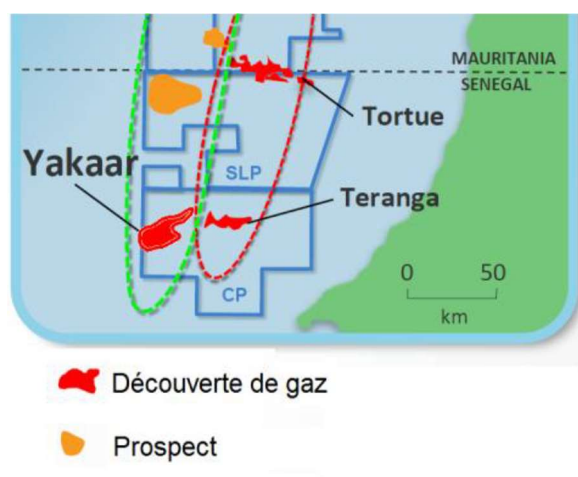 MAURITANIA
SENEGAL
Tortue
Yakaar
SLP
Teranga
0 50
CP
km
Découverte de gaz
Prospect